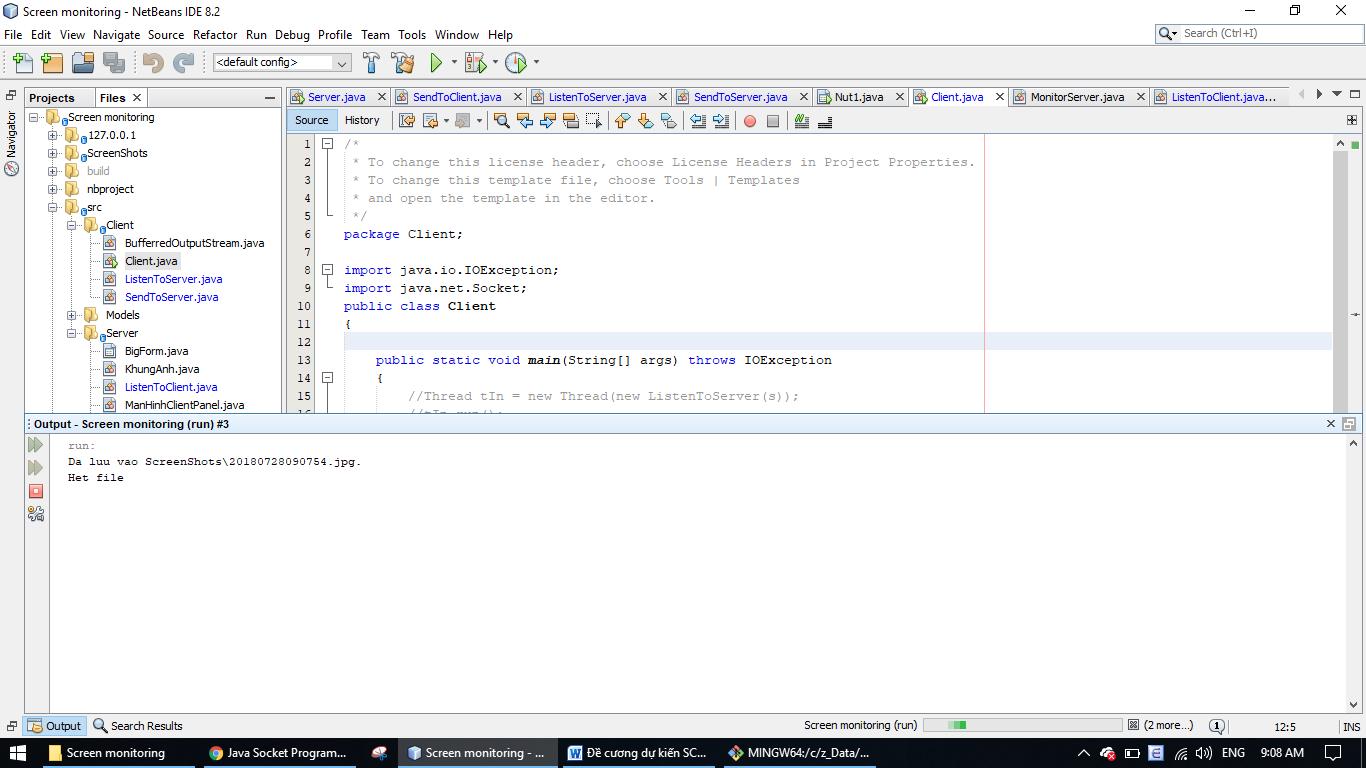 Screen monitoring - NetBeans IDE 8.2
File Edit View Navigate Source Refactor Run Debug Profile Team Tools Window Help
Search (Ctrl+I)
<default config>
Projects Files
Server.java SendToClient.java ListenToServer.java SendToServer.java Nut1.java Client.java MonitorServer.java ListenToClient.java...
Navigator
Source History
Screen monitoring
127.0.0.1
ScreenShots
build
nbproject
src
Client
BufferredOutputStream.java
Client.java
ListenToServer.java
SendToServer.java
Models
Server
BigForm.java
KhungAnh.java
ListenToClient.java
ManHinhClientPanel.java
1 /*
2 * To change this license header, choose License Headers in Project Properties.
3 * To change this template file, choose Tools | Templates
4 * and open the template in the editor.
5 */
6 package Client;
7
8 import java.io.IOException;
9 import java.net.Socket;
10 public class Client
11 {
12
13 public static void main(String[] args) throws IOException
14 {
15 //Thread tIn = new Thread(new ListenToServer(s));
Output - Screen monitoring (run) #3
run:
Da luu vao ScreenShots\20180728090754.jpg.
Het file
Output Search Results Screen monitoring (run) (2 more...) 1 12:5 INS
Screen monitoring Java Socket Program... Screen monitoring - ... Đề cương dự kiến SC... MINGW64:/c/z_Data/... ENG 9:08 AM